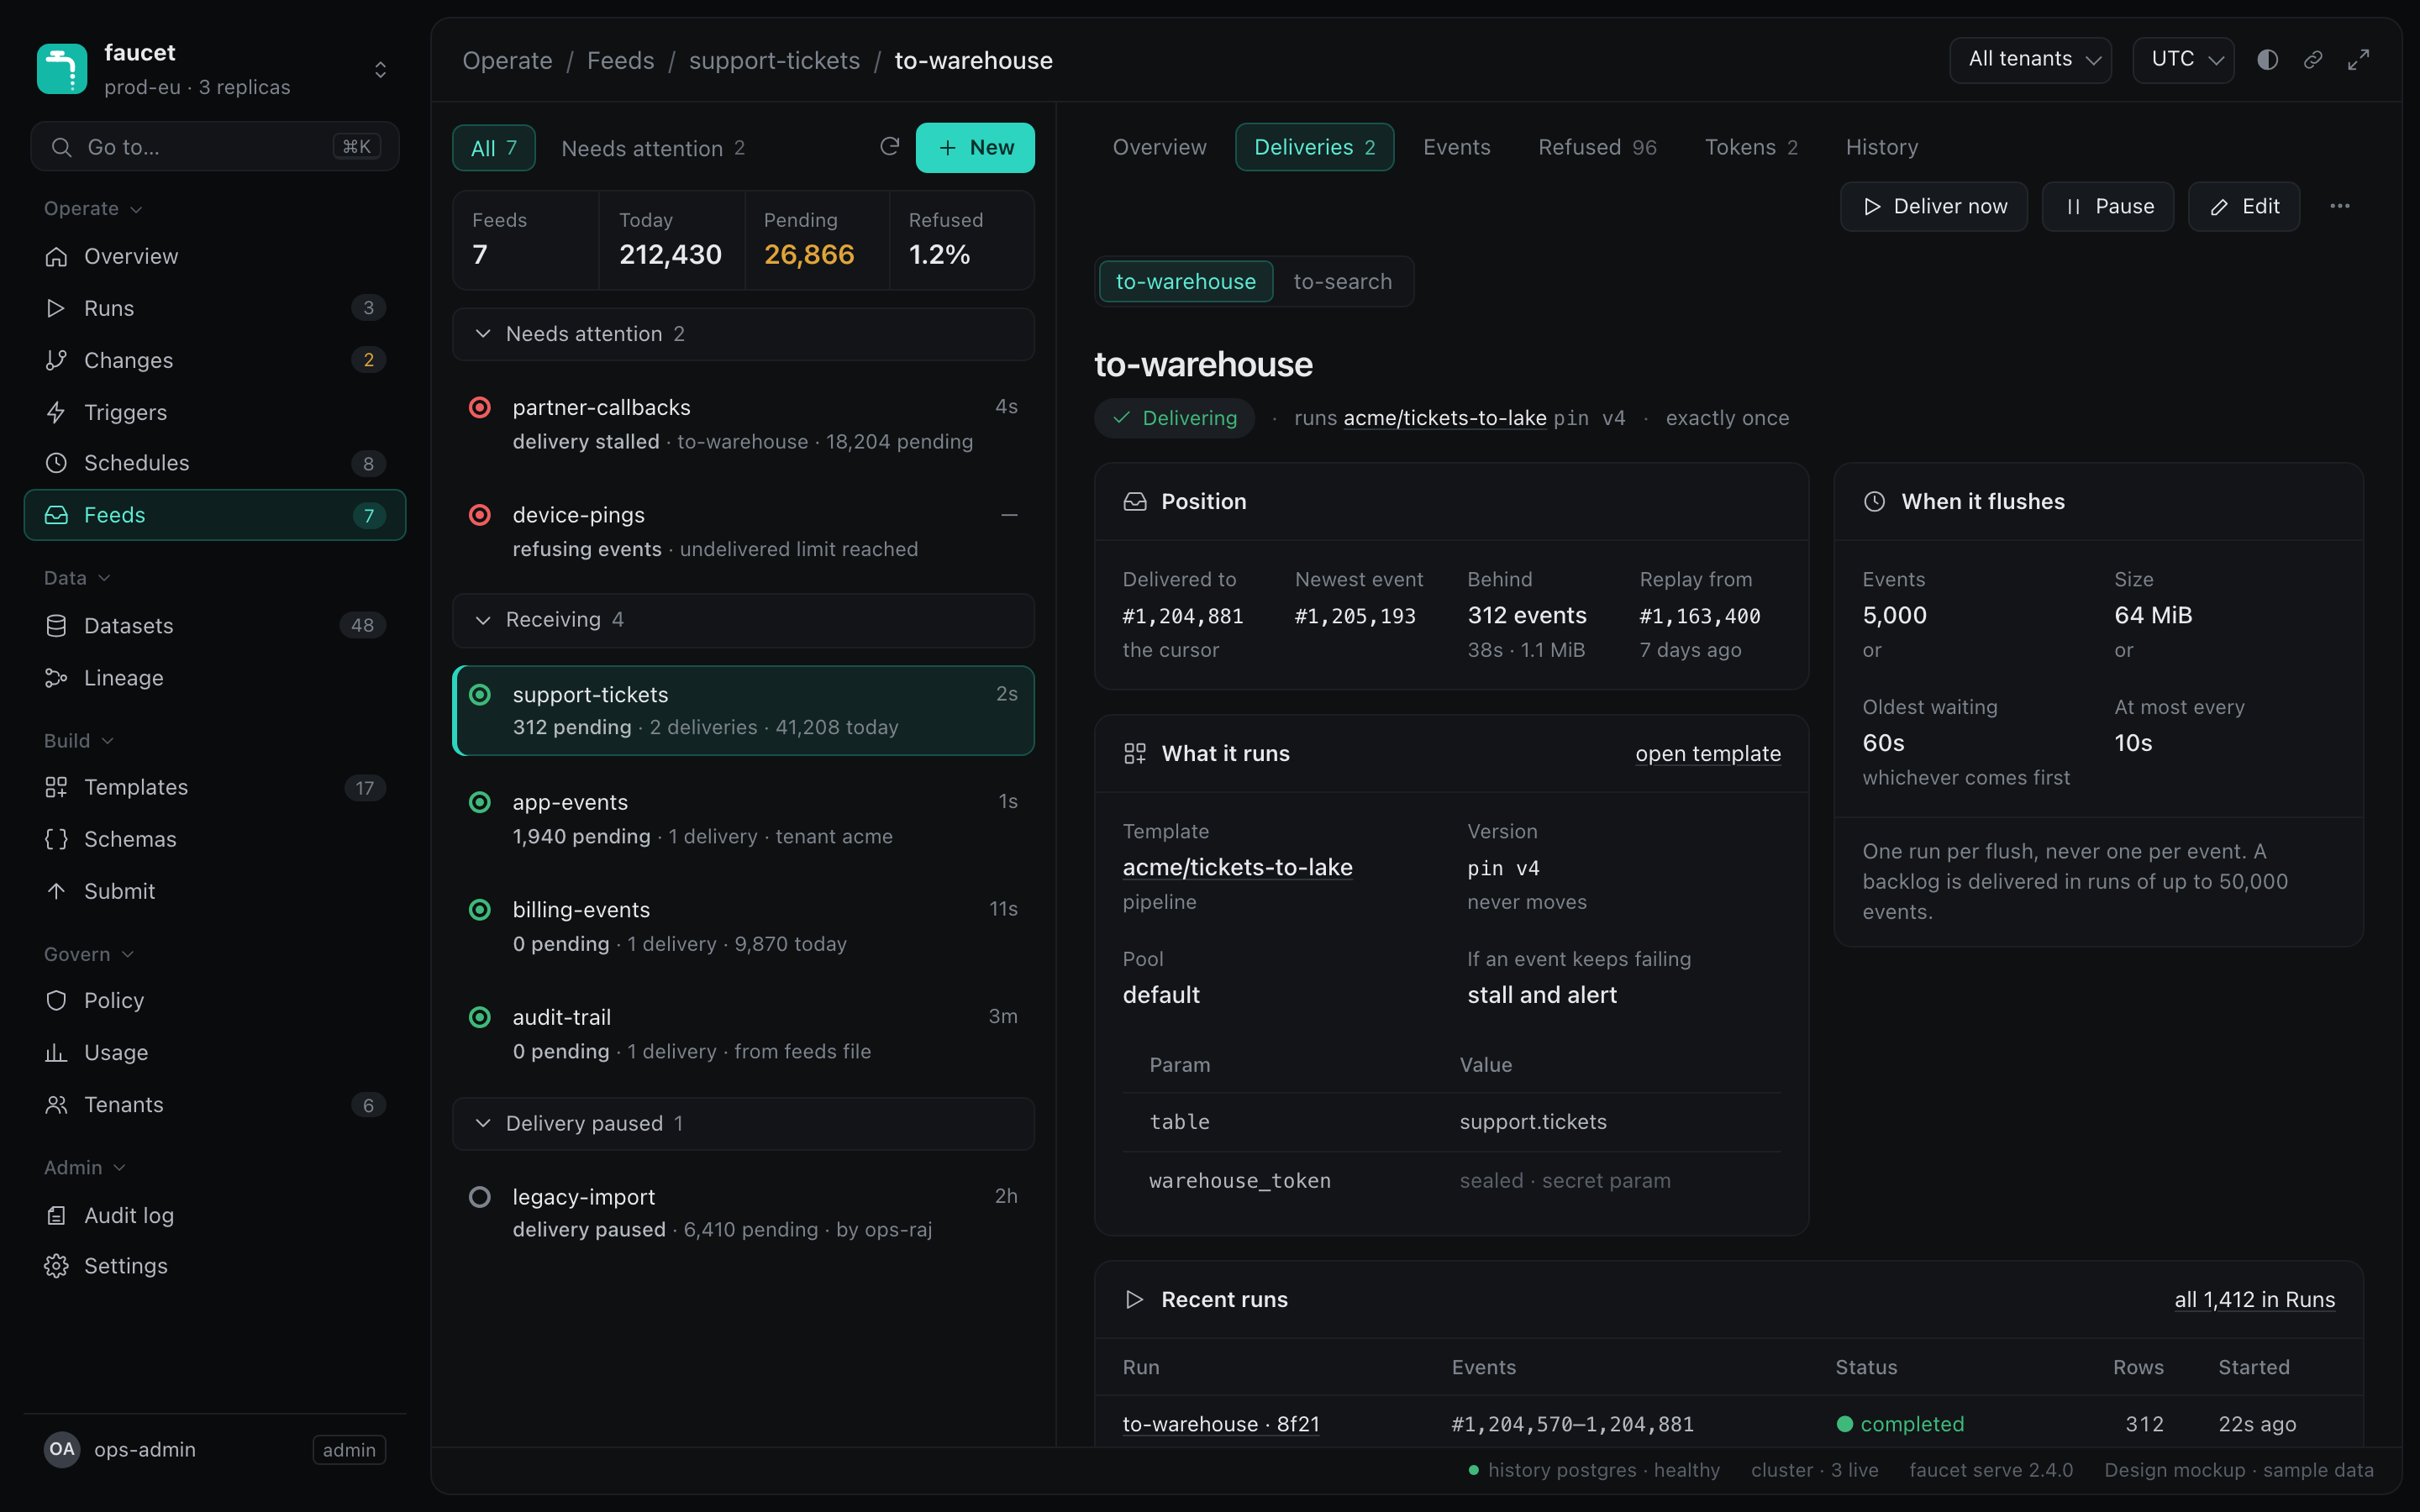 faucet
prod-eu · 3 replicas
Go to...
⌘K
Operate
Overview
Runs 3
Changes 2
Triggers
Schedules 8
Feeds 7
Data
Datasets 48
Lineage
Build
Templates 17
Schemas
Submit
Govern
Policy
Usage
Tenants 6
Admin
Audit log
Settings
OA ops-admin admin
Operate / Feeds / support-tickets / to-warehouse
All tenants UTC
All 7 Needs attention 2 New
Feeds Today Pending Refused
7 212,430 26,866 1.2%
Needs attention 2
partner-callbacks 4s
delivery stalled · to-warehouse · 18,204 pending
device-pings —
refusing events · undelivered limit reached
Receiving 4
support-tickets 2s
312 pending · 2 deliveries · 41,208 today
app-events 1s
1,940 pending · 1 delivery · tenant acme
billing-events 11s
0 pending · 1 delivery · 9,870 today
audit-trail 3m
0 pending · 1 delivery · from feeds file
Delivery paused 1
legacy-import 2h
delivery paused · 6,410 pending · by ops-raj
Overview Deliveries 2 Events Refused 96 Tokens 2 History
Deliver now Pause Edit ...
to-warehouse to-search
to-warehouse
Delivering · runs acme/tickets-to-lake pin v4 · exactly once
Position
Delivered to Newest event Behind Replay from
#1,204,881 #1,205,193 312 events #1,163,400
the cursor 38s · 1.1 MiB 7 days ago
When it flushes
Events Size
5,000 64 MiB
or or
Oldest waiting At most every
60s 10s
whichever comes first
One run per flush, never one per event. A
backlog is delivered in runs of up to 50,000
events.
What it runs open template
Template Version
acme/tickets-to-lake pin v4
pipeline never moves
Pool If an event keeps failing
default stall and alert
Param Value
table support.tickets
warehouse_token sealed · secret param
Recent runs all 1,412 in Runs
Run Events Status Rows Started
to-warehouse · 8f21 #1,204,570–1,204,881 completed 312 22s ago
history postgres · healthy cluster · 3 live faucet serve 2.4.0 Design mockup · sample data